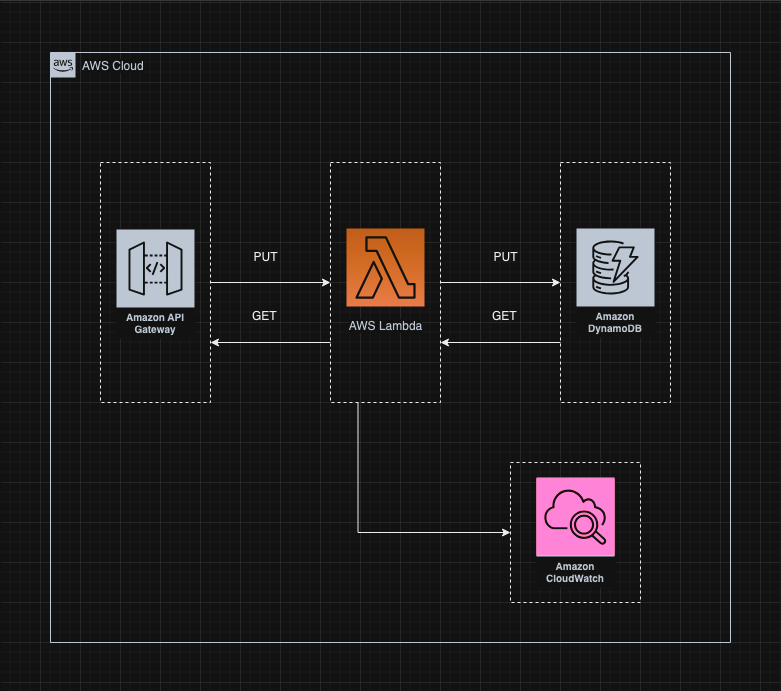 aws
AWS Cloud
PUT
PUT
</>
Amazon API
Gateway
GET
AWS Lambda
GET
Amazon
DynamoDB
Amazon
CloudWatch